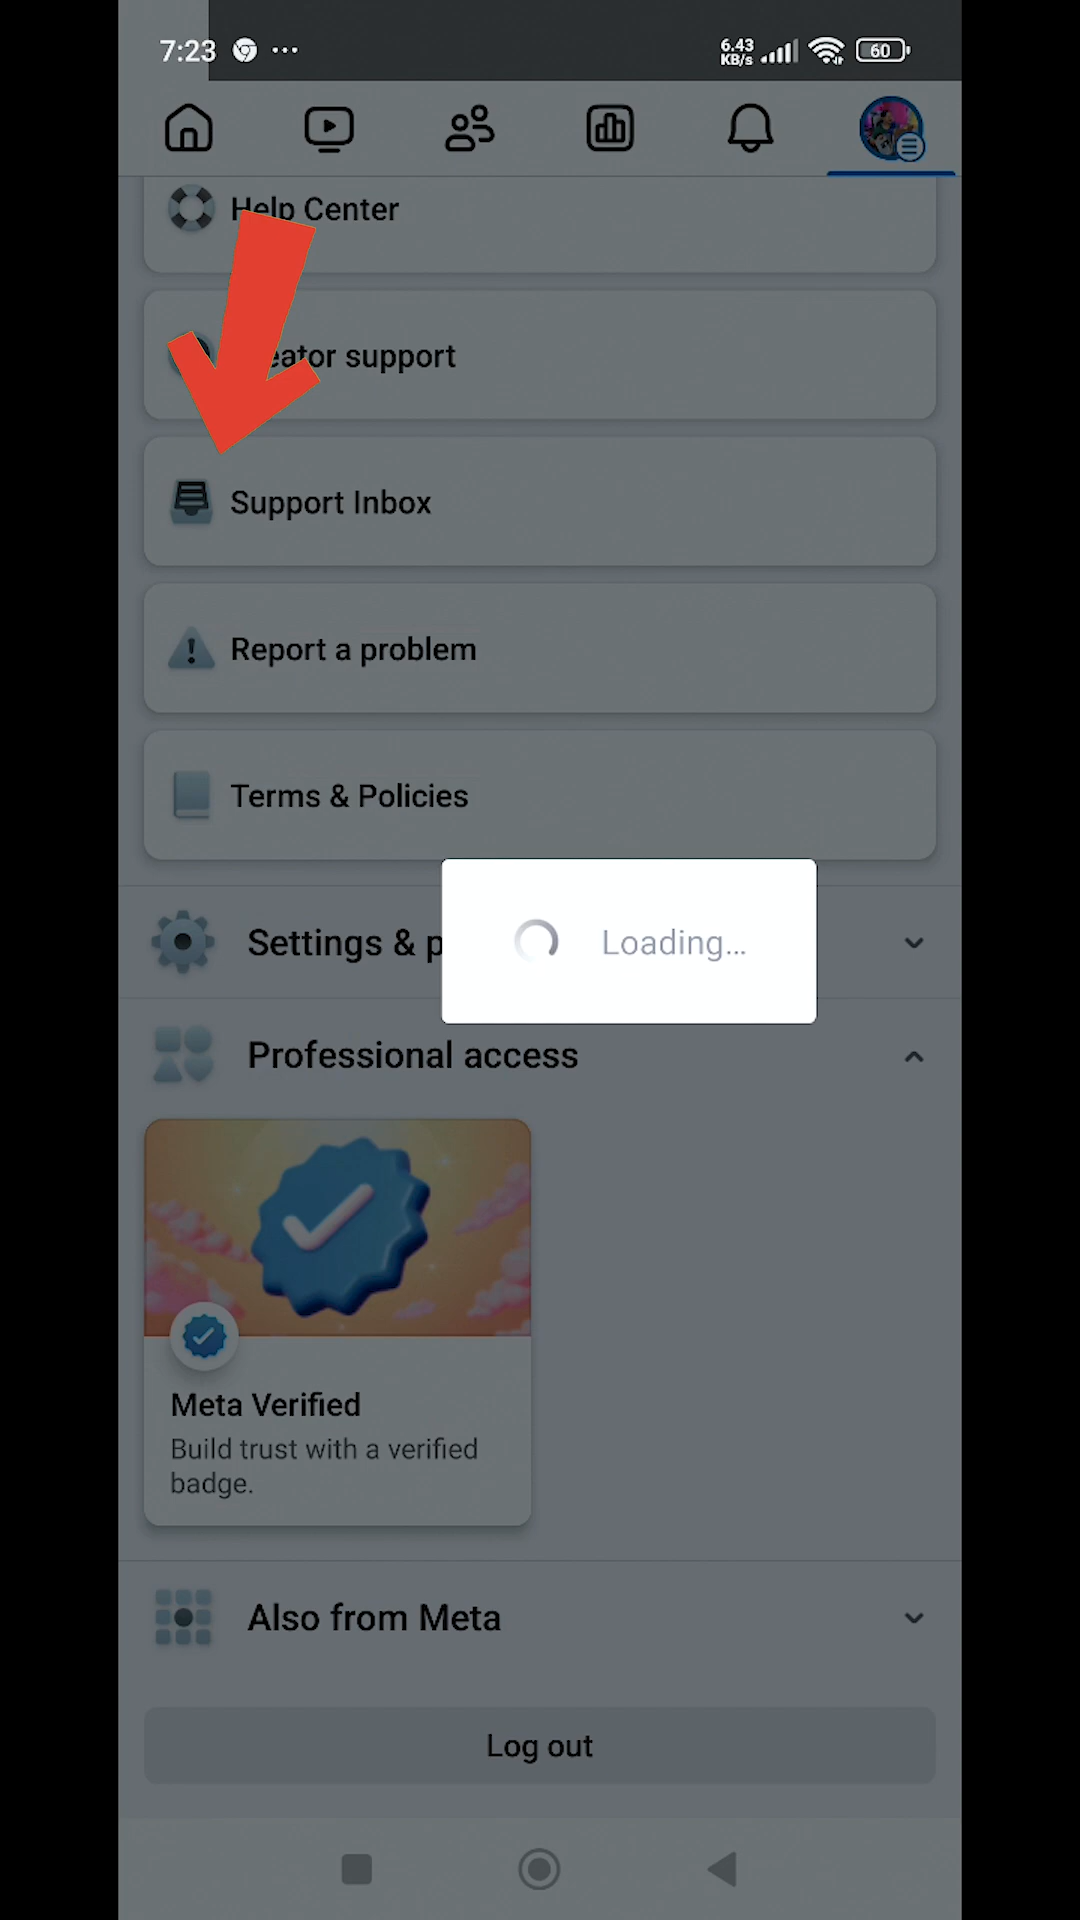 7:23
6.43
KB/s
60
Help Center
eator support
Support Inbox
Report a problem
Terms & Policies
Settings & p
Loading...
Professional access
Meta Verified
Build trust with a verified
badge.
Also from Meta
Log out